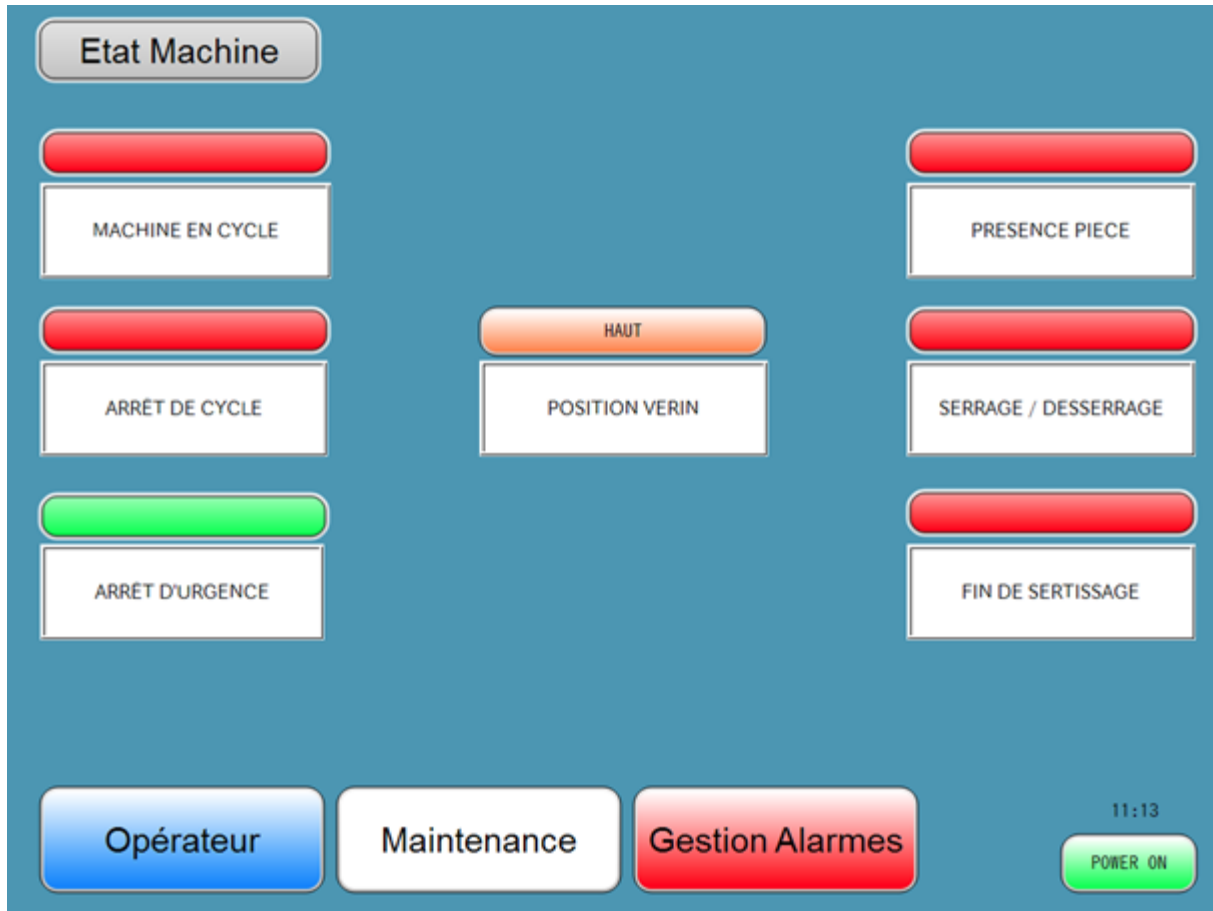 Etat Machine
MACHINE EN CYCLE
PRESENCE PIECE
HAUT
ARRÊT DE CYCLE
POSITION VERIN
SERRAGE / DESSERRAGE
ARRÊT D'URGENCE
FIN DE SERTISSAGE
Opérateur
Maintenance
Gestion Alarmes
11:13
POWER ON